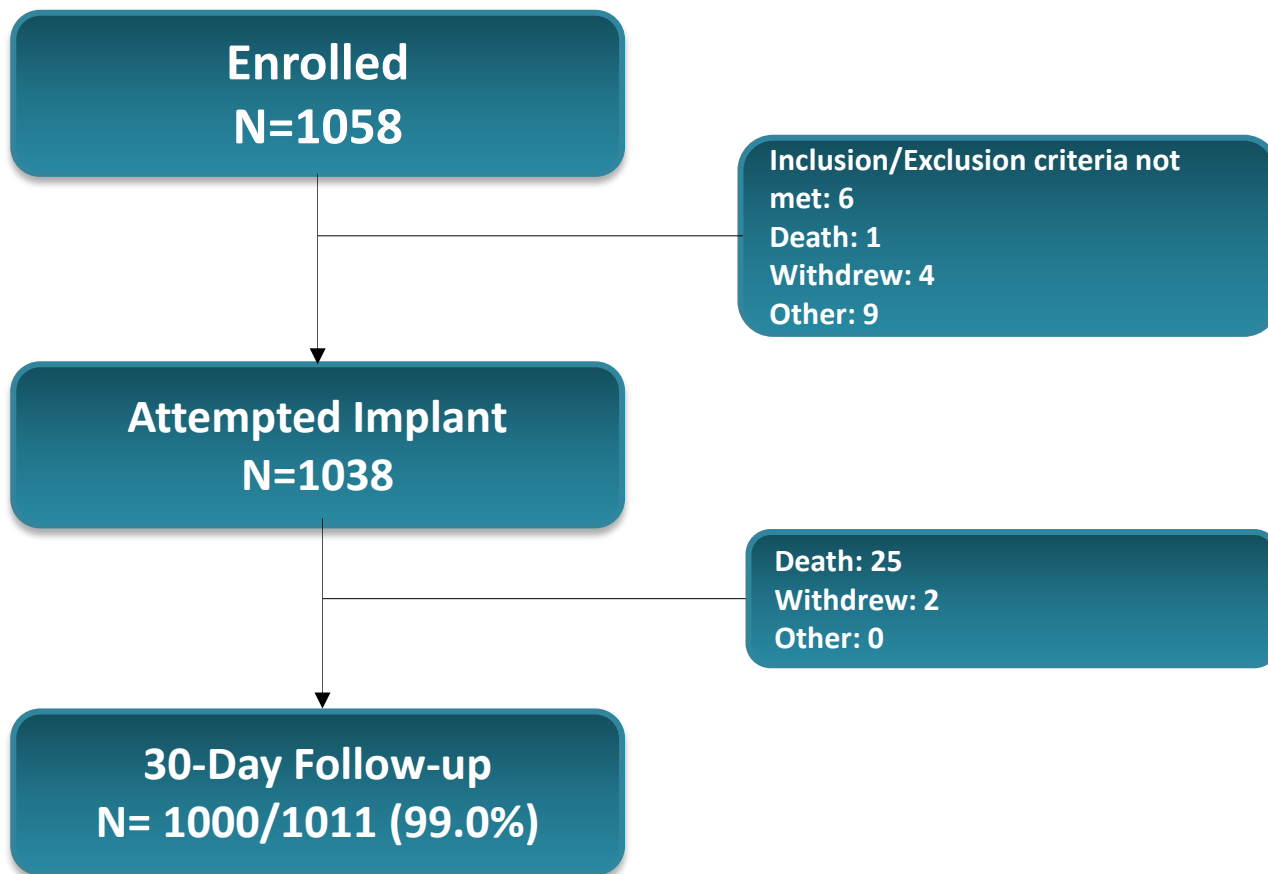 Enrolled
N=1058
Inclusion/Exclusion criteria not
met: 6
Death: 1
Withdrew: 4
Other: 9
Attempted Implant
N=1038
Death: 25
Withdrew: 2
Other: 0
30-Day Follow-up
N= 1000/1011 (99.0%)